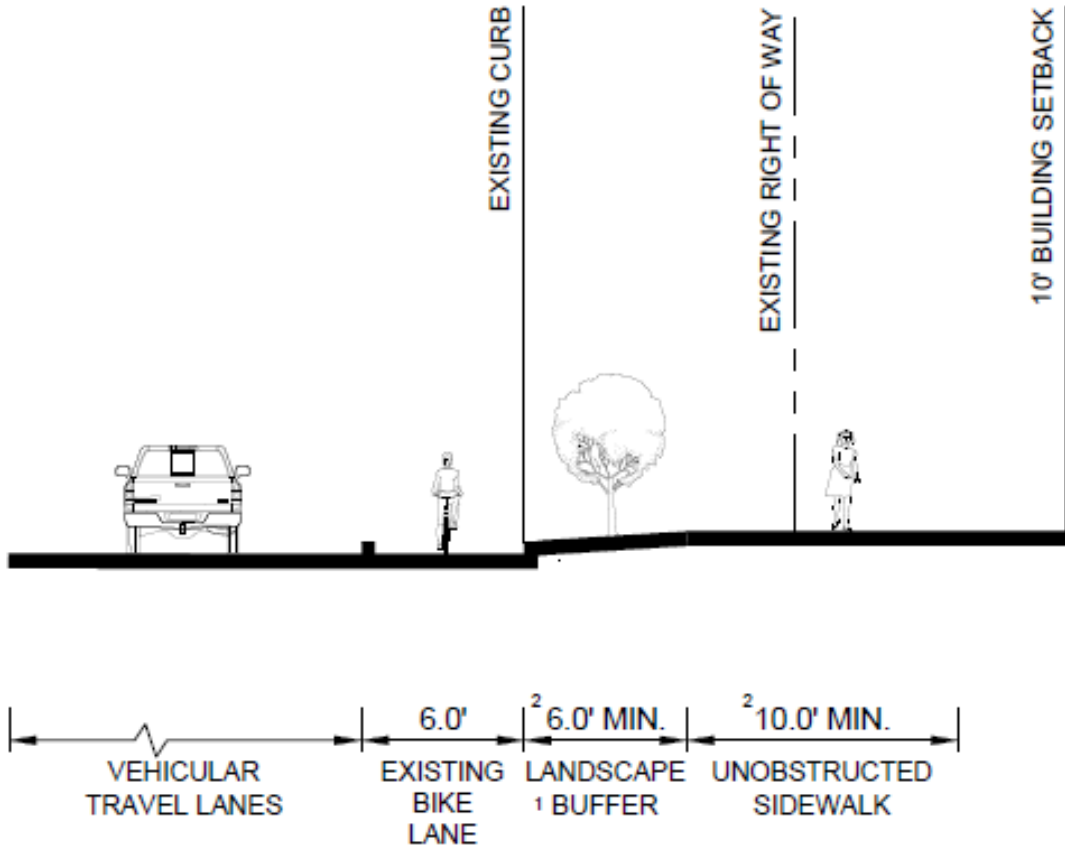 EXISTING CURB
EXISTING RIGHT OF WAY
10' BUILDING SETBACK
6.0'
2 6.0' MIN.
2 10.0' MIN.
VEHICULAR
TRAVEL LANES
EXISTING
BIKE
LANE
LANDSCAPE
1 BUFFER
UNOBSTRUCTED
SIDEWALK